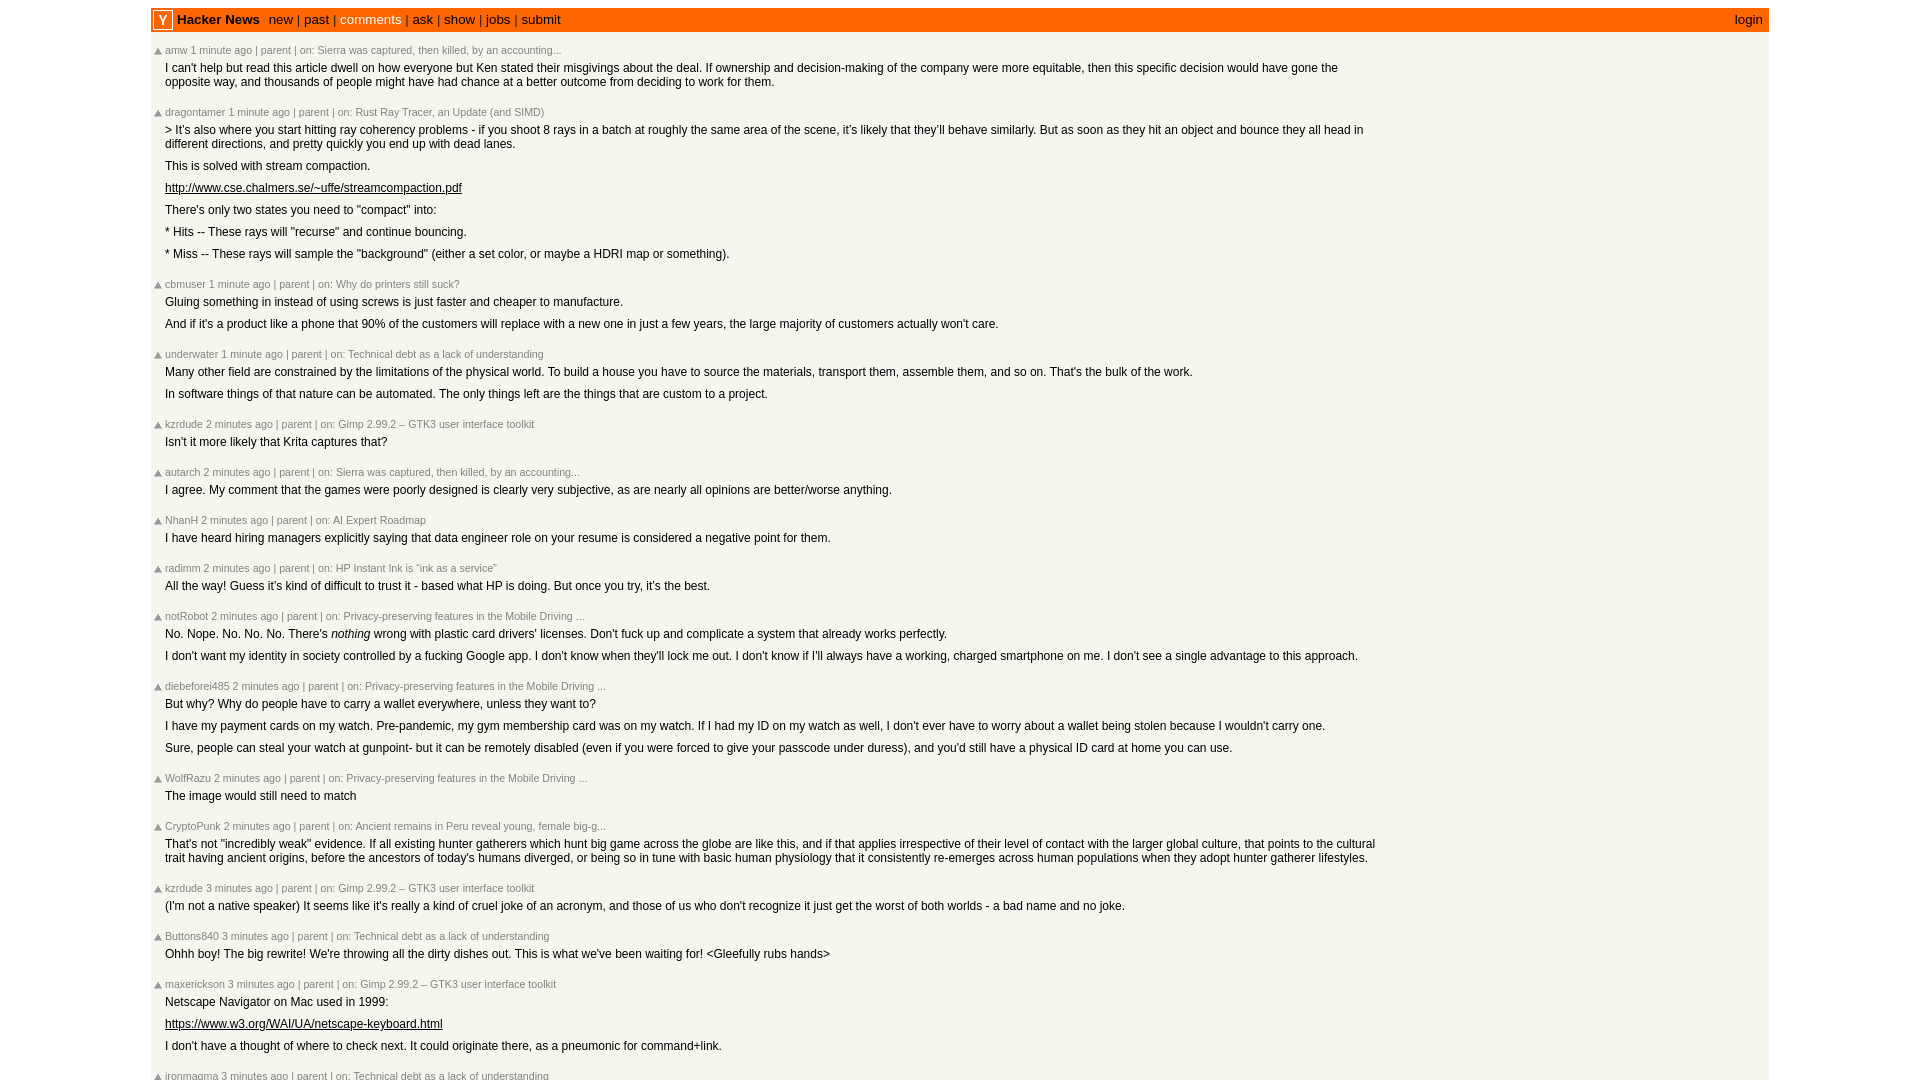 Y Hacker News new | past | comments | ask | show | jobs | submit login
amw 1 minute ago | parent | on: Sierra was captured, then killed, by an accounting...
I can't help but read this article dwell on how everyone but Ken stated their misgivings about the deal. If ownership and decision-making of the company were more equitable, then this specific decision would have gone the
opposite way, and thousands of people might have had chance at a better outcome from deciding to work for them.
dragontamer 1 minute ago | parent | on: Rust Ray Tracer, an Update (and SIMD)
> It’s also where you start hitting ray coherency problems - if you shoot 8 rays in a batch at roughly the same area of the scene, it’s likely that they’ll behave similarly. But as soon as they hit an object and bounce they all head in
different directions, and pretty quickly you end up with dead lanes.
This is solved with stream compaction.
http://www.cse.chalmers.se/~uffe/streamcompaction.pdf
There's only two states you need to "compact" into:
* Hits -- These rays will "recurse" and continue bouncing.
* Miss -- These rays will sample the "background" (either a set color, or maybe a HDRI map or something).
cbmuser 1 minute ago | parent | on: Why do printers still suck?
Gluing something in instead of using screws is just faster and cheaper to manufacture.
And if it's a product like a phone that 90% of the customers will replace with a new one in just a few years, the large majority of customers actually won't care.
underwater 1 minute ago | parent | on: Technical debt as a lack of understanding
Many other field are constrained by the limitations of the physical world. To build a house you have to source the materials, transport them, assemble them, and so on. That's the bulk of the work.
In software things of that nature can be automated. The only things left are the things that are custom to a project.
kzrdude 2 minutes ago | parent | on: Gimp 2.99.2 – GTK3 user interface toolkit
Isn't it more likely that Krita captures that?
autarch 2 minutes ago | parent | on: Sierra was captured, then killed, by an accounting...
I agree. My comment that the games were poorly designed is clearly very subjective, as are nearly all opinions are better/worse anything.
NhanH 2 minutes ago | parent | on: AI Expert Roadmap
I have heard hiring managers explicitly saying that data engineer role on your resume is considered a negative point for them.
radimm 2 minutes ago | parent | on: HP Instant Ink is “ink as a service”
All the way! Guess it’s kind of difficult to trust it - based what HP is doing. But once you try, it’s the best.
notRobot 2 minutes ago | parent | on: Privacy-preserving features in the Mobile Driving ...
No. Nope. No. No. No. There's nothing wrong with plastic card drivers' licenses. Don't fuck up and complicate a system that already works perfectly.
I don't want my identity in society controlled by a fucking Google app. I don't know when they'll lock me out. I don't know if I'll always have a working, charged smartphone on me. I don't see a single advantage to this approach.
diebeforei485 2 minutes ago | parent | on: Privacy-preserving features in the Mobile Driving ...
But why? Why do people have to carry a wallet everywhere, unless they want to?
I have my payment cards on my watch. Pre-pandemic, my gym membership card was on my watch. If I had my ID on my watch as well, I don't ever have to worry about a wallet being stolen because I wouldn't carry one.
Sure, people can steal your watch at gunpoint- but it can be remotely disabled (even if you were forced to give your passcode under duress), and you'd still have a physical ID card at home you can use.
WolfRazu 2 minutes ago | parent | on: Privacy-preserving features in the Mobile Driving ...
The image would still need to match
CryptoPunk 2 minutes ago | parent | on: Ancient remains in Peru reveal young, female big-g...
That's not "incredibly weak" evidence. If all existing hunter gatherers which hunt big game across the globe are like this, and if that applies irrespective of their level of contact with the larger global culture, that points to the cultural
trait having ancient origins, before the ancestors of today's humans diverged, or being so in tune with basic human physiology that it consistently re-emerges across human populations when they adopt hunter gatherer lifestyles.
kzrdude 3 minutes ago | parent | on: Gimp 2.99.2 – GTK3 user interface toolkit
(I'm not a native speaker) It seems like it's really a kind of cruel joke of an acronym, and those of us who don't recognize it just get the worst of both worlds - a bad name and no joke.
Buttons840 3 minutes ago | parent | on: Technical debt as a lack of understanding
Ohhh boy! The big rewrite! We're throwing all the dirty dishes out. This is what we've been waiting for! <Gleefully rubs hands>
maxerickson 3 minutes ago | parent | on: Gimp 2.99.2 – GTK3 user interface toolkit
Netscape Navigator on Mac used in 1999:
https://www.w3.org/WAI/UA/netscape-keyboard.html
I don't have a thought of where to check next. It could originate there, as a pneumonic for command+link.
ironmagma 3 minutes ago | parent | on: Technical debt as a lack of understanding